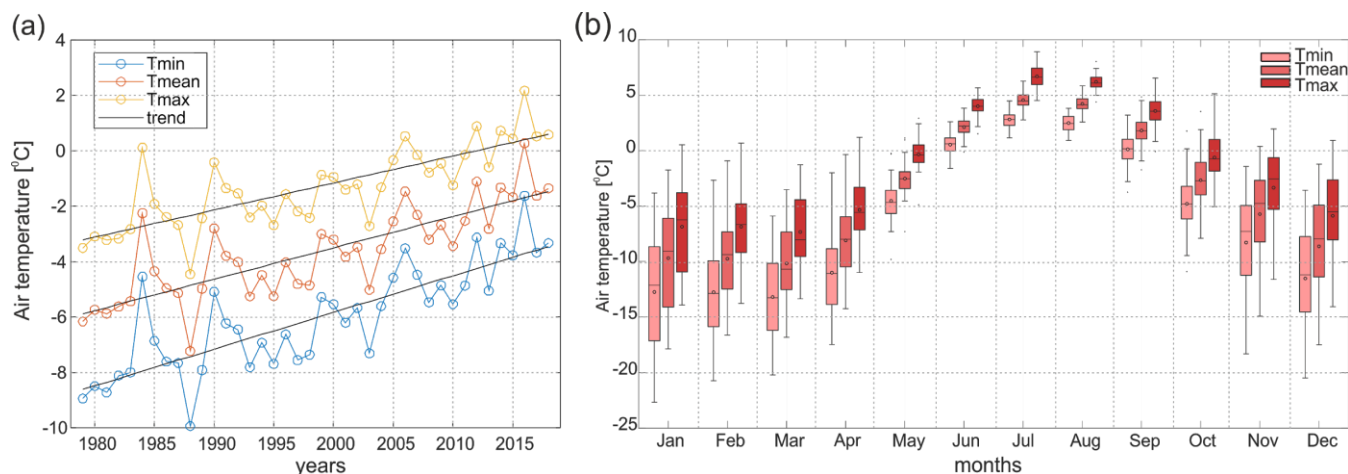 (a)
4
2
0
-2
-4
-6
-8
-10
Air temperature [⁰C]
Tmin
Tmean
Tmax
trend
1980 1985 1990 1995 2000 2005 2010 2015
years
(b)
10
5
0
-5
-10
-15
-20
-25
Air temperature [⁰C]
Tmin
Tmean
Tmax
Jan Feb Mar Apr May Jun Jul Aug Sep Oct Nov Dec
months